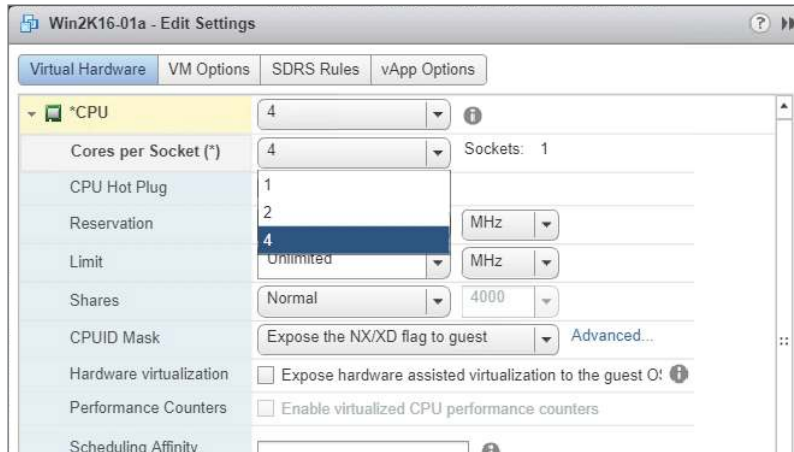 Win2K16-01a - Edit Settings ?
Virtual Hardware VM Options SDRS Rules vApp Options
*CPU 4
Cores per Socket (*) 4 Sockets: 1
CPU Hot Plug 1
2
Reservation MHz
4
Limit Unlimited MHz
Shares Normal 4000
CPUID Mask Expose the NX/XD flag to guest Advanced...
Hardware virtualization Expose hardware assisted virtualization to the guest
Performance Counters Enable virtualized CPU performance counters
Scheduling Affinity